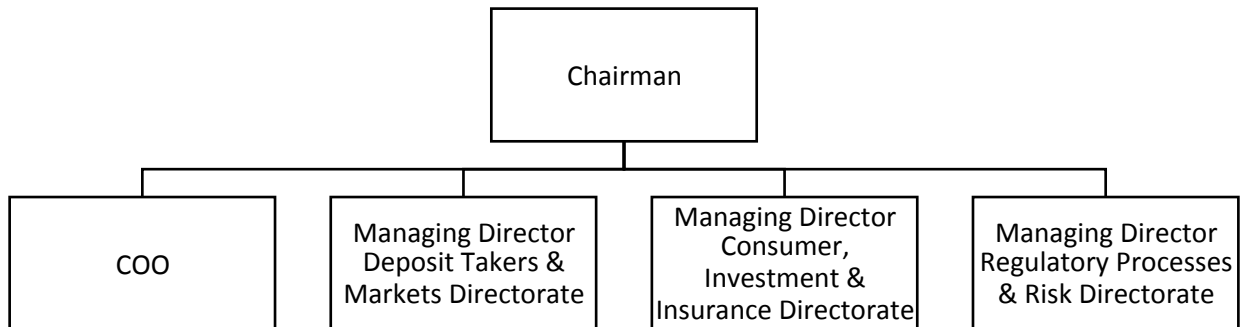 Chairman
COO
Managing Director
Deposit Takers &
Markets Directorate
Managing Director
Consumer,
Investment &
Insurance Directorate
Managing Director
Regulatory Processes
& Risk Directorate